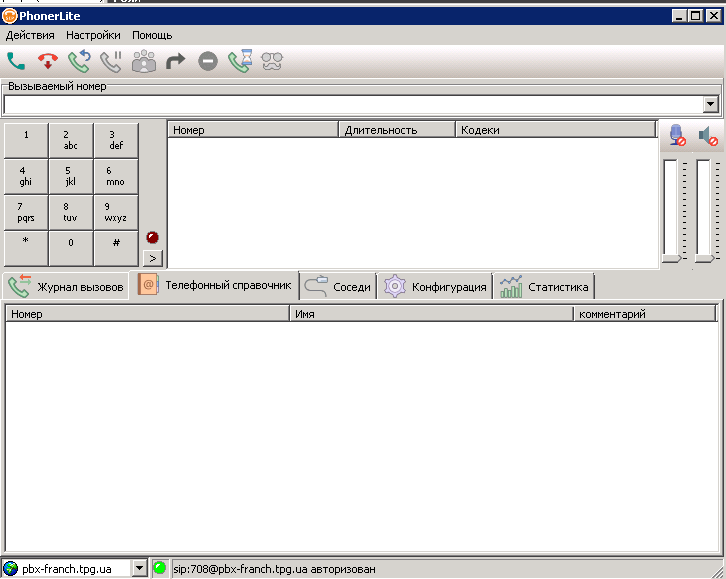 PhonerLite
Действия Настройки Помощь
Вызываемый номер
Номер Длительность Кодеки
1 2 abc 3 def
4 ghi 5 jkl 6 mno
7 pqrs 8 tuv 9 wxyz
* 0 #
>
Журнал вызовов Телефонный справочник Соседи Конфигурация Статистика
Номер Имя комментарий
pbx-franch.tpg.ua sip:708@pbx-franch.tpg.ua авторизован